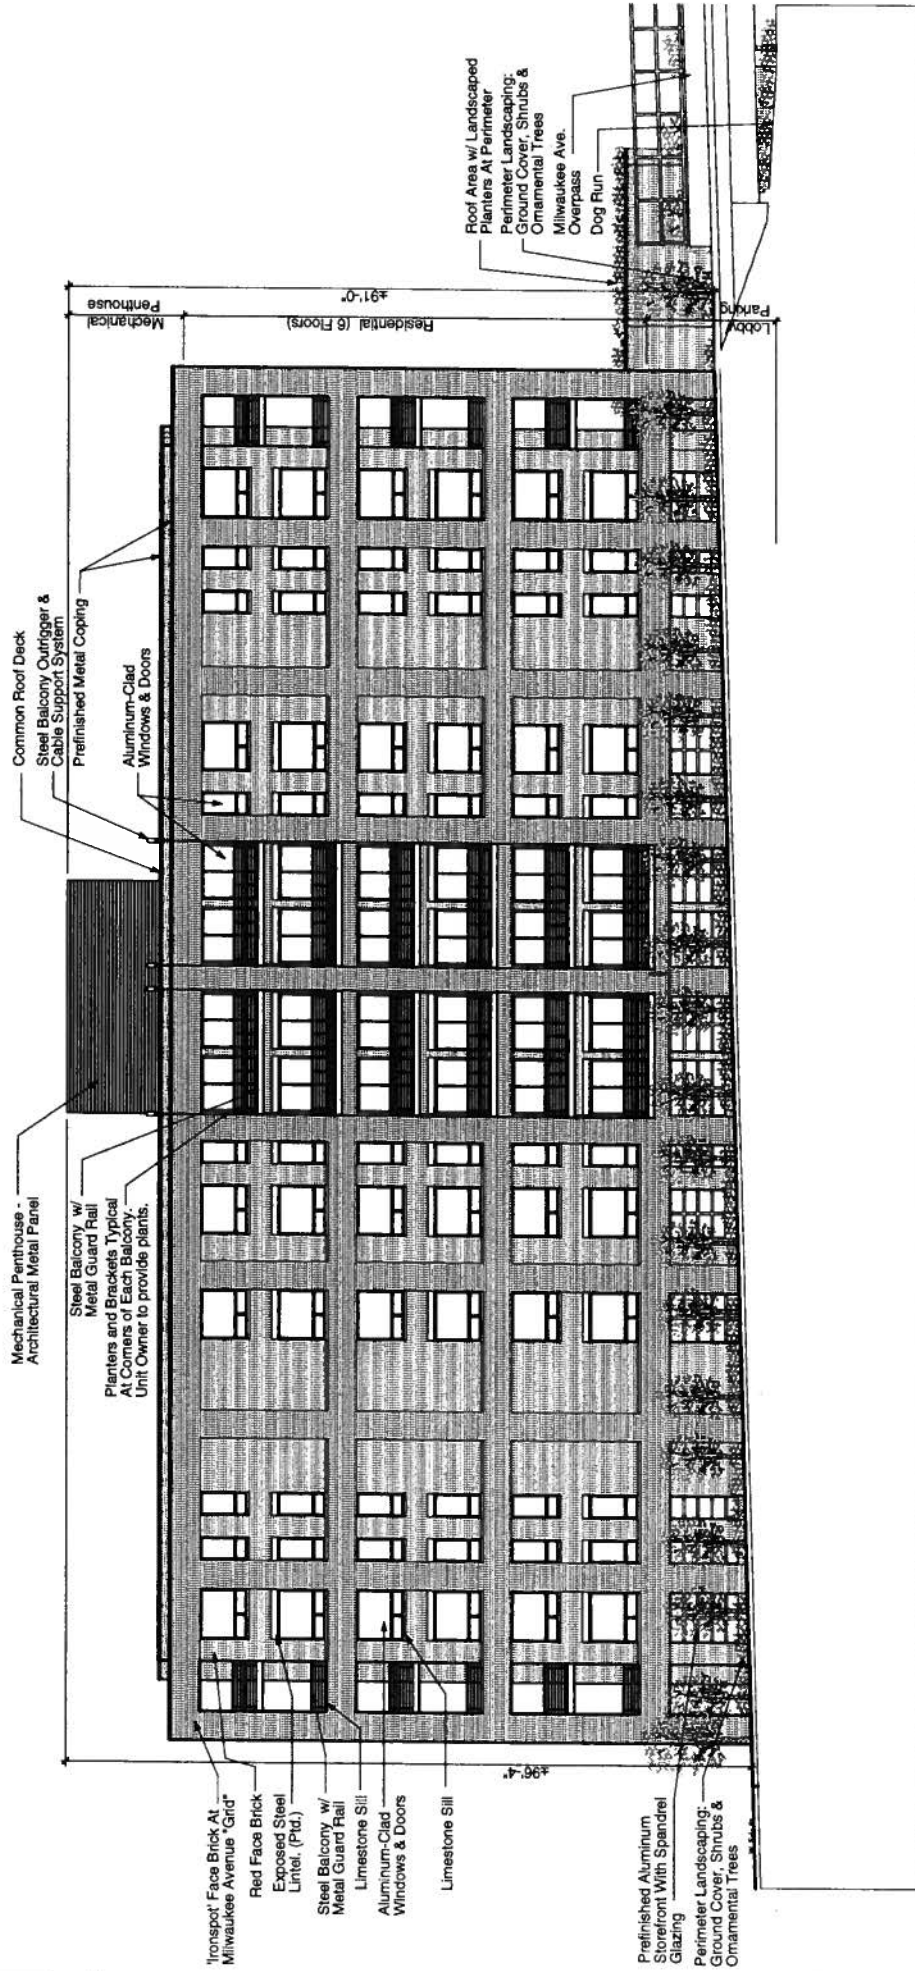 Mechanical Penthouse -
Architectural Metal Panel
Steel Balcony w/
Metal Guard Rail
Planters and Brackets Typical
At Corners of Each Balcony.
Unit Owner to provide plants.
Common Roof Deck
Steel Balcony Outrigger &
Cable Support System
Prefinished Metal Coping
Aluminum-Clad
Windows & Doors
Mechanical
Penthouse
±91'-0"
Residential (6 Floors)
Lobby
Parking
Roof Area w/ Landscaped
Planters At Perimeter
Perimeter Landscaping:
Ground Cover, Shrubs &
Ornamental Trees
Milwaukee Ave.
Overpass
Dog Run
'Ironspot' Face Brick At
Milwaukee Avenue "Grid"
Red Face Brick
Exposed Steel
Lintel. (Ptd.)
Steel Balcony w/
Metal Guard Rail
Limestone Sill
Aluminum-Clad
Windows & Doors
Limestone Sill
±96'-4"
Prefinished Aluminum
Storefront With Spandrel
Glazing
Perimeter Landscaping:
Ground Cover, Shrubs &
Ornamental Trees